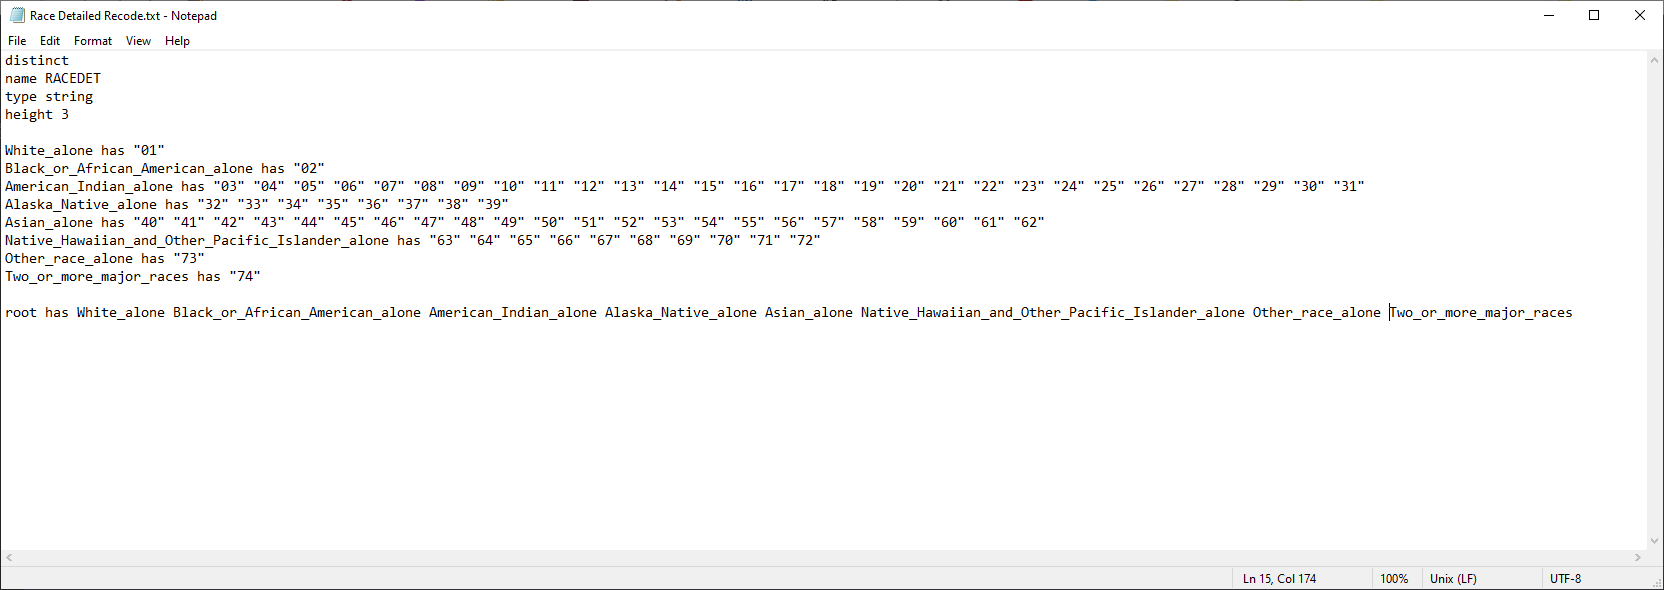 Race Detailed Recode.txt - Notepad
File Edit Format View Help
distinct
name RACEDET
type string
height 3
White_alone has "01"
Black_or_African_American_alone has "02"
American_Indian_alone has "03" "04" "05" "06" "07" "08" "09" "10" "11" "12" "13" "14" "15" "16" "17" "18" "19" "20" "21" "22" "23" "24" "25" "26" "27" "28" "29" "30" "31"
Alaska_Native_alone has "32" "33" "34" "35" "36" "37" "38" "39"
Asian_alone has "40" "41" "42" "43" "44" "45" "46" "47" "48" "49" "50" "51" "52" "53" "54" "55" "56" "57" "58" "59" "60" "61" "62"
Native_Hawaiian_and_Other_Pacific_Islander_alone has "63" "64" "65" "66" "67" "68" "69" "70" "71" "72"
Other_race_alone has "73"
Two_or_more_major_races has "74"
root has White_alone Black_or_African_American_alone American_Indian_alone Alaska_Native_alone Asian_alone Native_Hawaiian_and_Other_Pacific_Islander_alone Other_race_alone Two_or_more_major_races
Ln 15, Col 174 100% Unix (LF) UTF-8